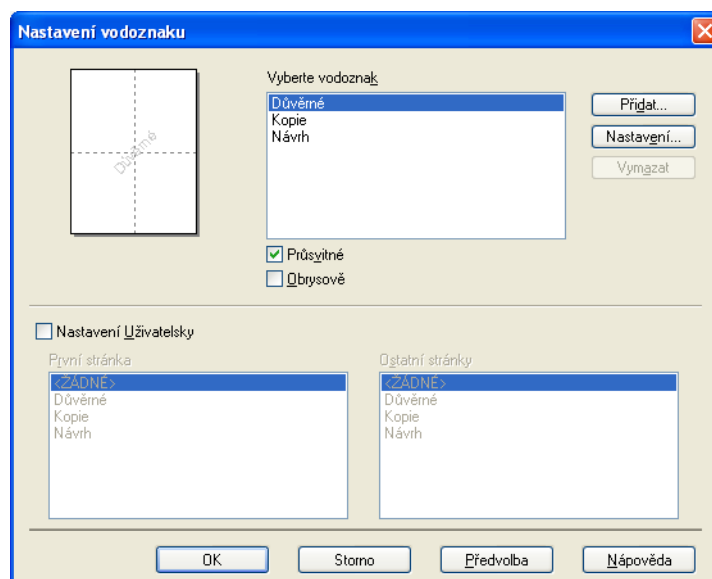 Nastavení vodoznaku
Vyberte vodoznak
Důvěrné
Důvěrné
Kopie
Návrh
Přidat...
Nastavení...
Vymazat
Průsvitné
Obrysově
Nastavení Uživatelsky
První stránka
<ŽÁDNÉ>
Důvěrné
Kopie
Návrh
Ostatní stránky
<ŽÁDNÉ>
Důvěrné
Kopie
Návrh
OK
Storno
Předvolba
Nápověda